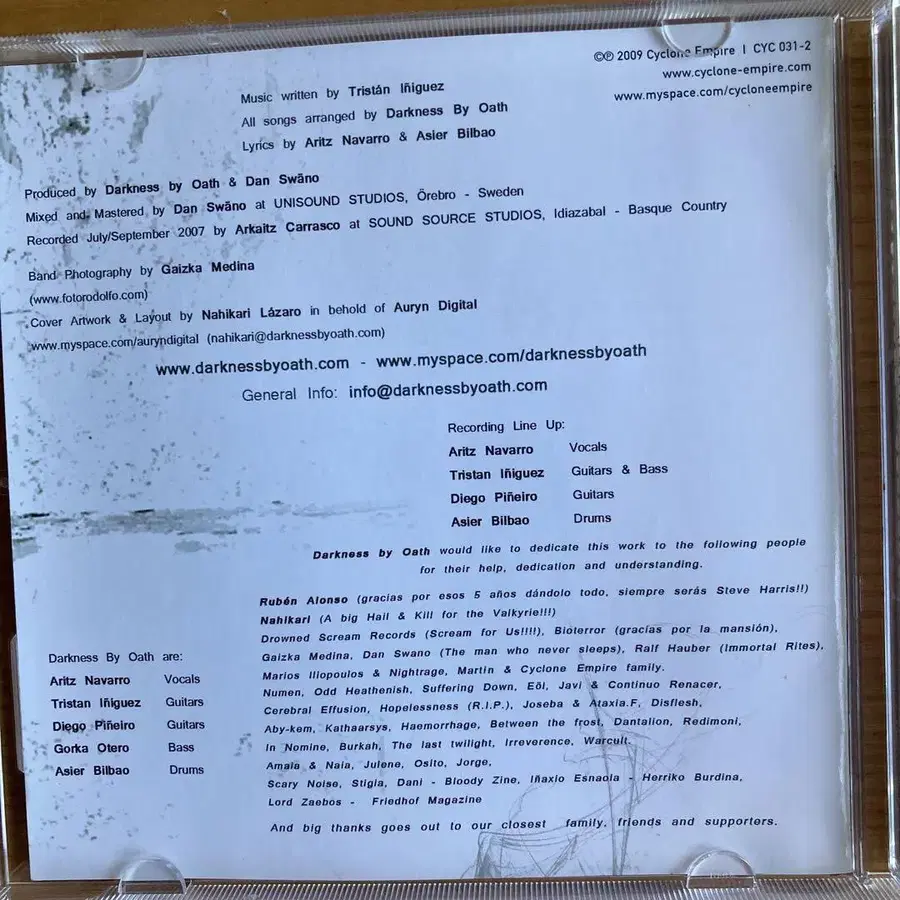 ©℗ 2009 Cyclone Empire I CYC 031-2
www.cyclone-empire.com
www.myspace.com/cycloneempire
Music written by Tristán Iñiguez
All songs arranged by Darkness By Oath
Lyrics by Aritz Navarro & Asier Bilbao
Produced by Darkness by Oath & Dan Swäno
Mixed and Mastered by Dan Swäno at UNISOUND STUDIOS, Örebro - Sweden
Recorded July/September 2007 by Arkaitz Carrasco at SOUND SOURCE STUDIOS, Idiazabal - Basque Country
Band Photography by Gaizka Medina
(www.fotorodolfo.com)
Cover Artwork & Layout by Nahikari Lázaro in behold of Auryn Digital
www.myspace.com/auryndigital (nahikari@darknessbyoath.com)
www.darknessbyoath.com - www.myspace.com/darknessbyoath
General Info: info@darknessbyoath.com
Recording Line Up:
Aritz Navarro Vocals
Tristan Iñiguez Guitars & Bass
Diego Piñeiro Guitars
Asier Bilbao Drums
Darkness by Oath would like to dedicate this work to the following people
for their help, dedication and understanding.
Rubén Alonso (gracias por esos 5 años dándolo todo, siempre serás Steve Harris!!)
Nahikari (A big Hail & Kill for the Valkyrie!!!)
Drowned Scream Records (Scream for Us!!!!), Bioterror (gracias por la mansión),
Gaizka Medina, Dan Swano (The man who never sleeps), Ralf Hauber (Immortal Rites),
Marios Iliopoulos & Nightrage, Martin & Cyclone Empire family.
Numen, Odd Heathenish, Suffering Down, Eöl, Javi & Continuo Renacer,
Cerebral Effusion, Hopelessness (R.I.P.), Joseba & Ataxia.F, Disflesh,
Aby-kem, Kathaarsys, Haemorrhage, Between the frost, Dantalion, Redimoni,
In Nomine, Burkah, The last twilight, Irreverence, Warcult.
Amaia & Naia, Julene, Osito, Jorge,
Scary Noise, Stigia, Dani - Bloody Zine, Iñaxio Esnaola - Herriko Burdina,
Lord Zaebos - Friedhof Magazine
And big thanks goes out to our closest family, friends and supporters.
Darkness By Oath are:
Aritz Navarro Vocals
Tristan Iñiguez Guitars
Diego Piñeiro Guitars
Gorka Otero Bass
Asier Bilbao Drums